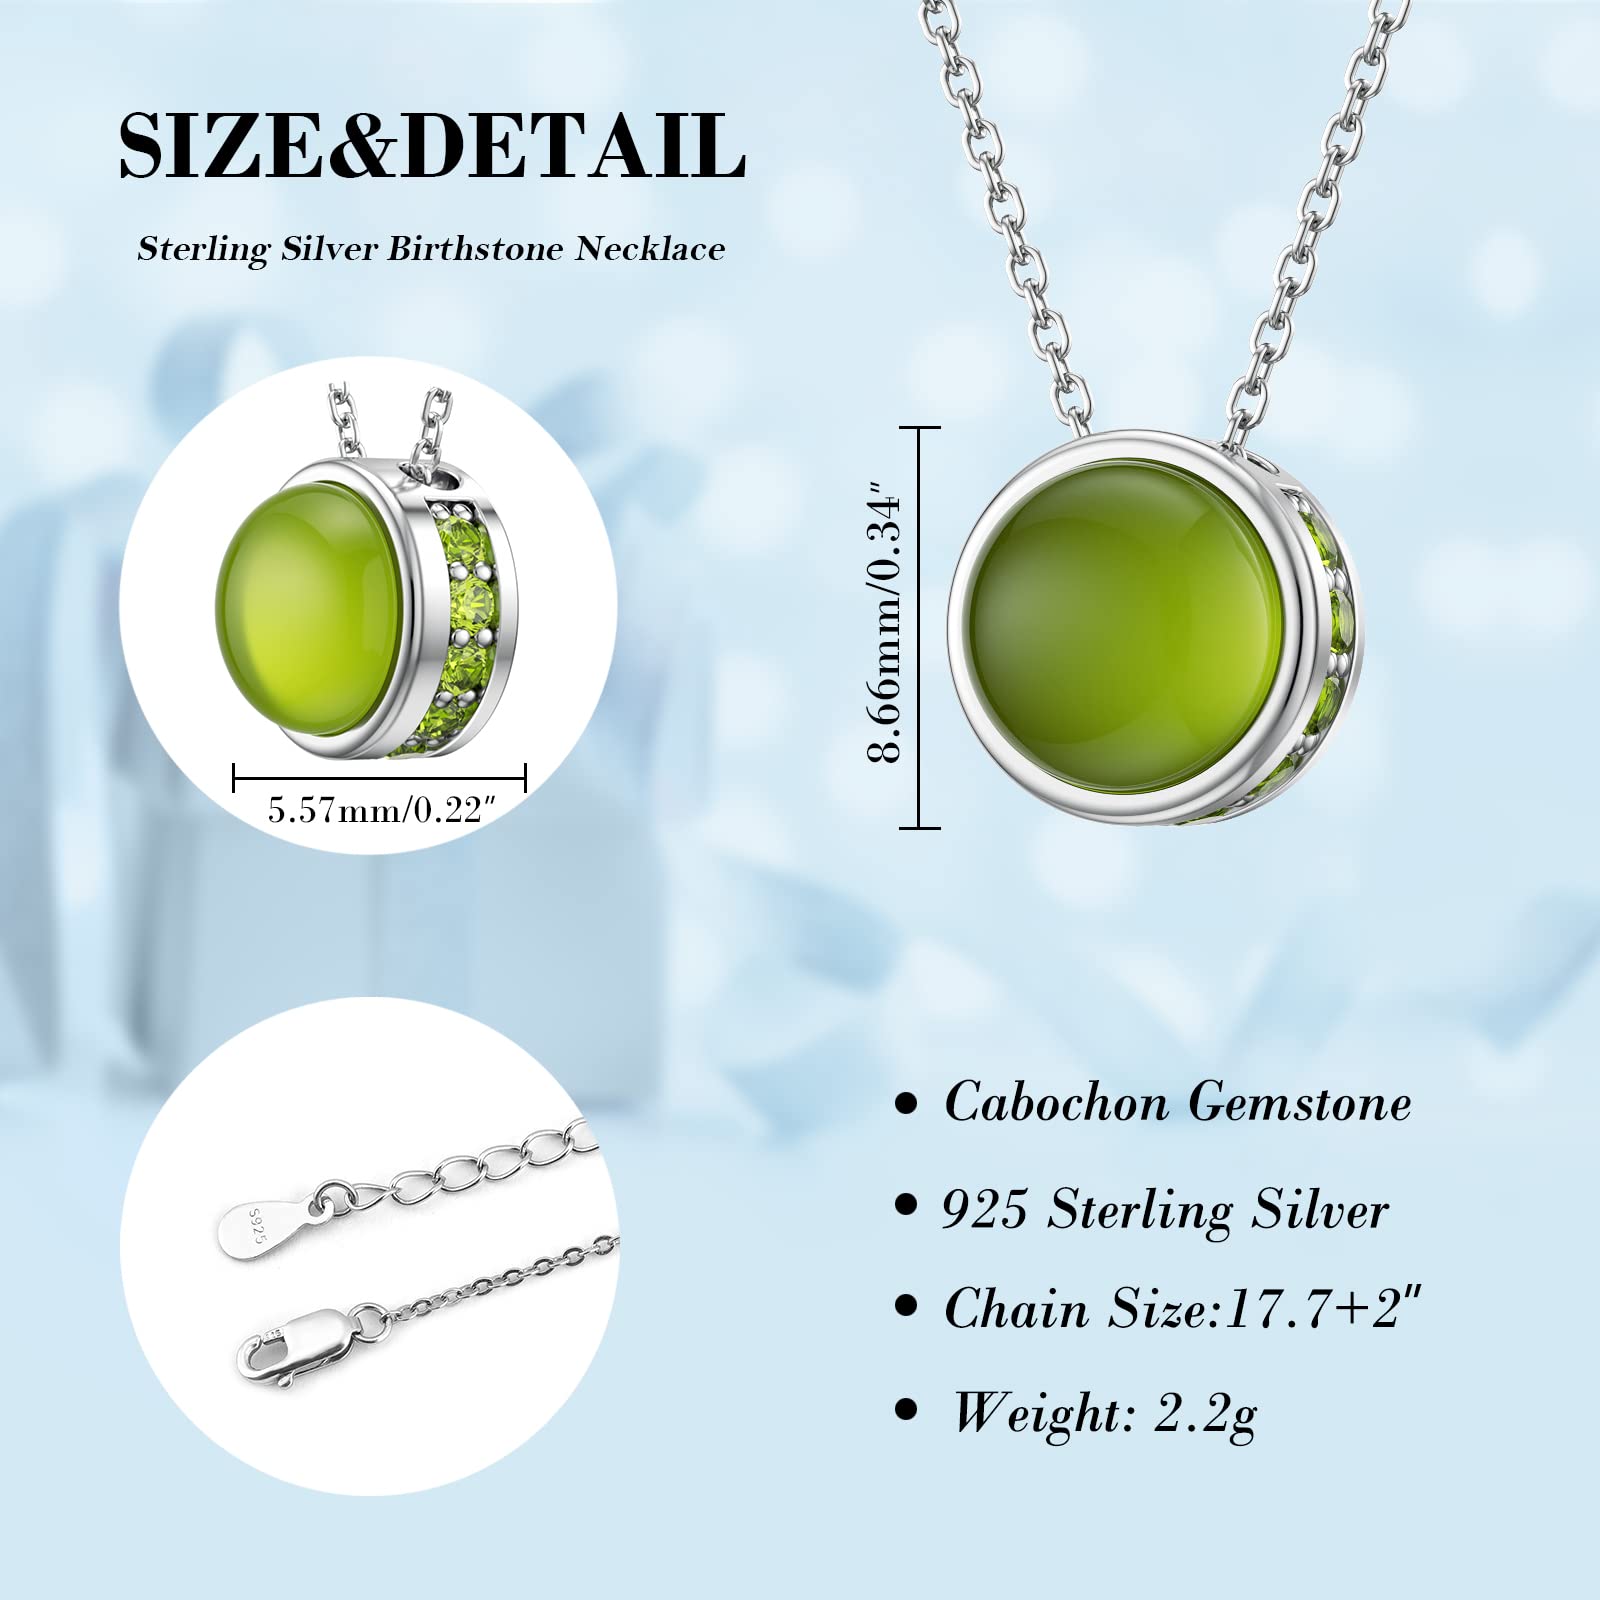 SIZE&DETAIL
Sterling Silver Birthstone Necklace
5.57mm/0.22"
8.66mm/0.34"
S925
• Cabochon Gemstone
• 925 Sterling Silver
• Chain Size:17.7+2"
• Weight: 2.2g